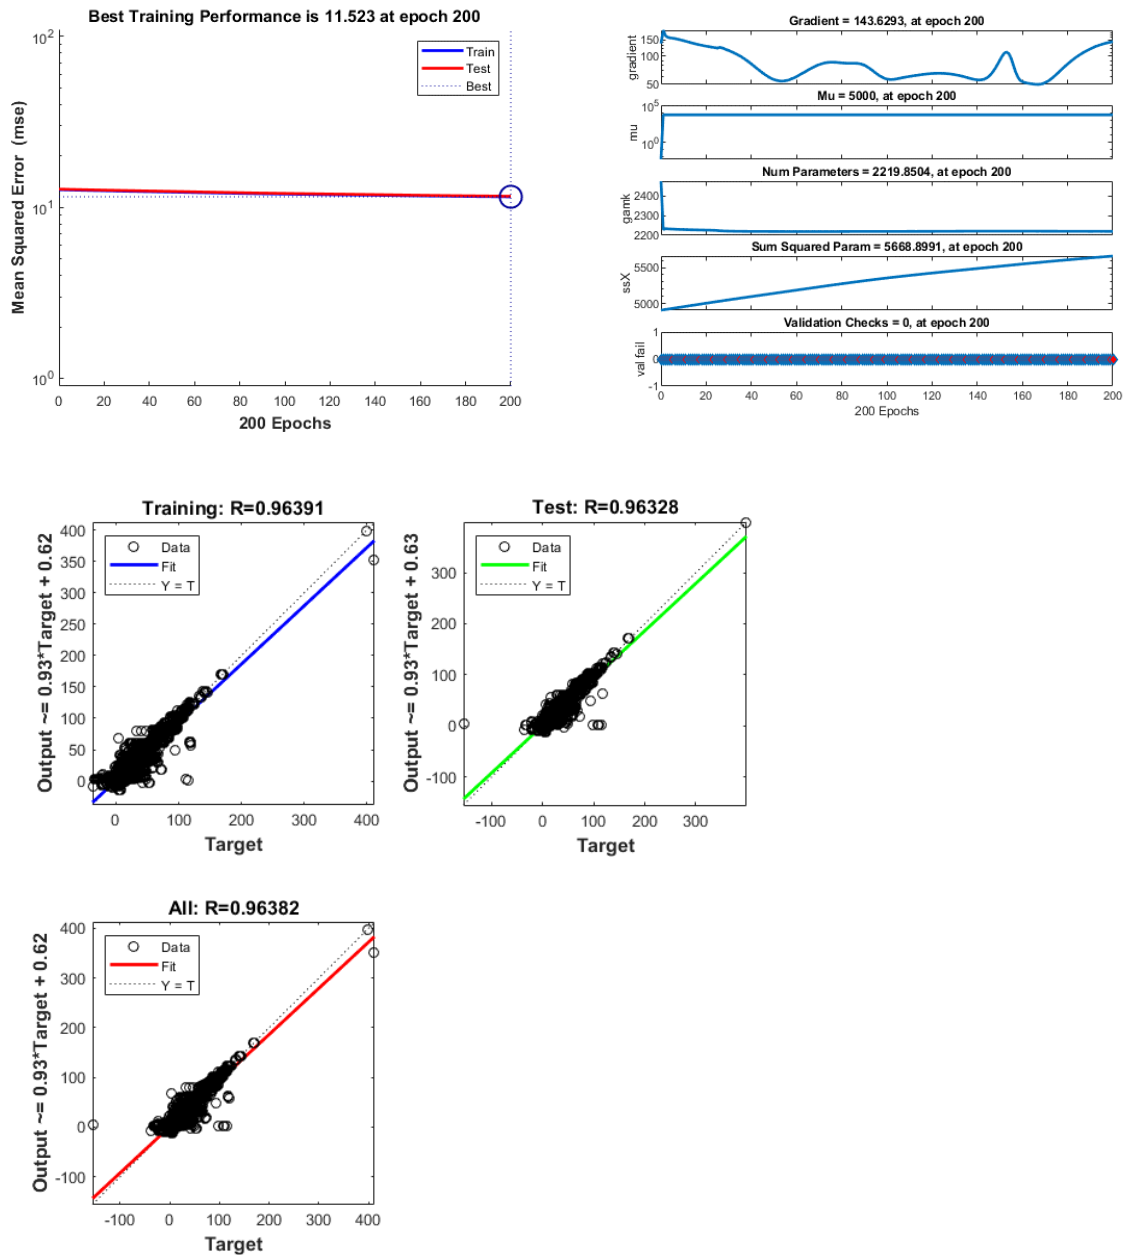 Best Training Performance is 11.523 at epoch 200
Mean Squared Error (mse)
10^2
10^1
10^0
Train
Test
Best
0 20 40 60 80 100 120 140 160 180 200
200 Epochs
Gradient = 143.6293, at epoch 200
gradient
150
100
50
Mu = 5000, at epoch 200
mu
10^5
10^0
Num Parameters = 2219.8504, at epoch 200
gamk
2400
2300
2200
Sum Squared Param = 5668.8991, at epoch 200
ssX
5500
5000
Validation Checks = 0, at epoch 200
val fail
1
0
-1
0 20 40 60 80 100 120 140 160 180 200
200 Epochs
Training: R=0.96391
Output ~= 0.93*Target + 0.62
400
350
300
250
200
150
100
50
0
Data
Fit
Y = T
0 100 200 300 400
Target
Test: R=0.96328
Output ~= 0.93*Target + 0.63
300
200
100
0
-100
Data
Fit
Y = T
-100 0 100 200 300
Target
All: R=0.96382
Output ~= 0.93*Target + 0.62
400
300
200
100
0
-100
Data
Fit
Y = T
-100 0 100 200 300 400
Target